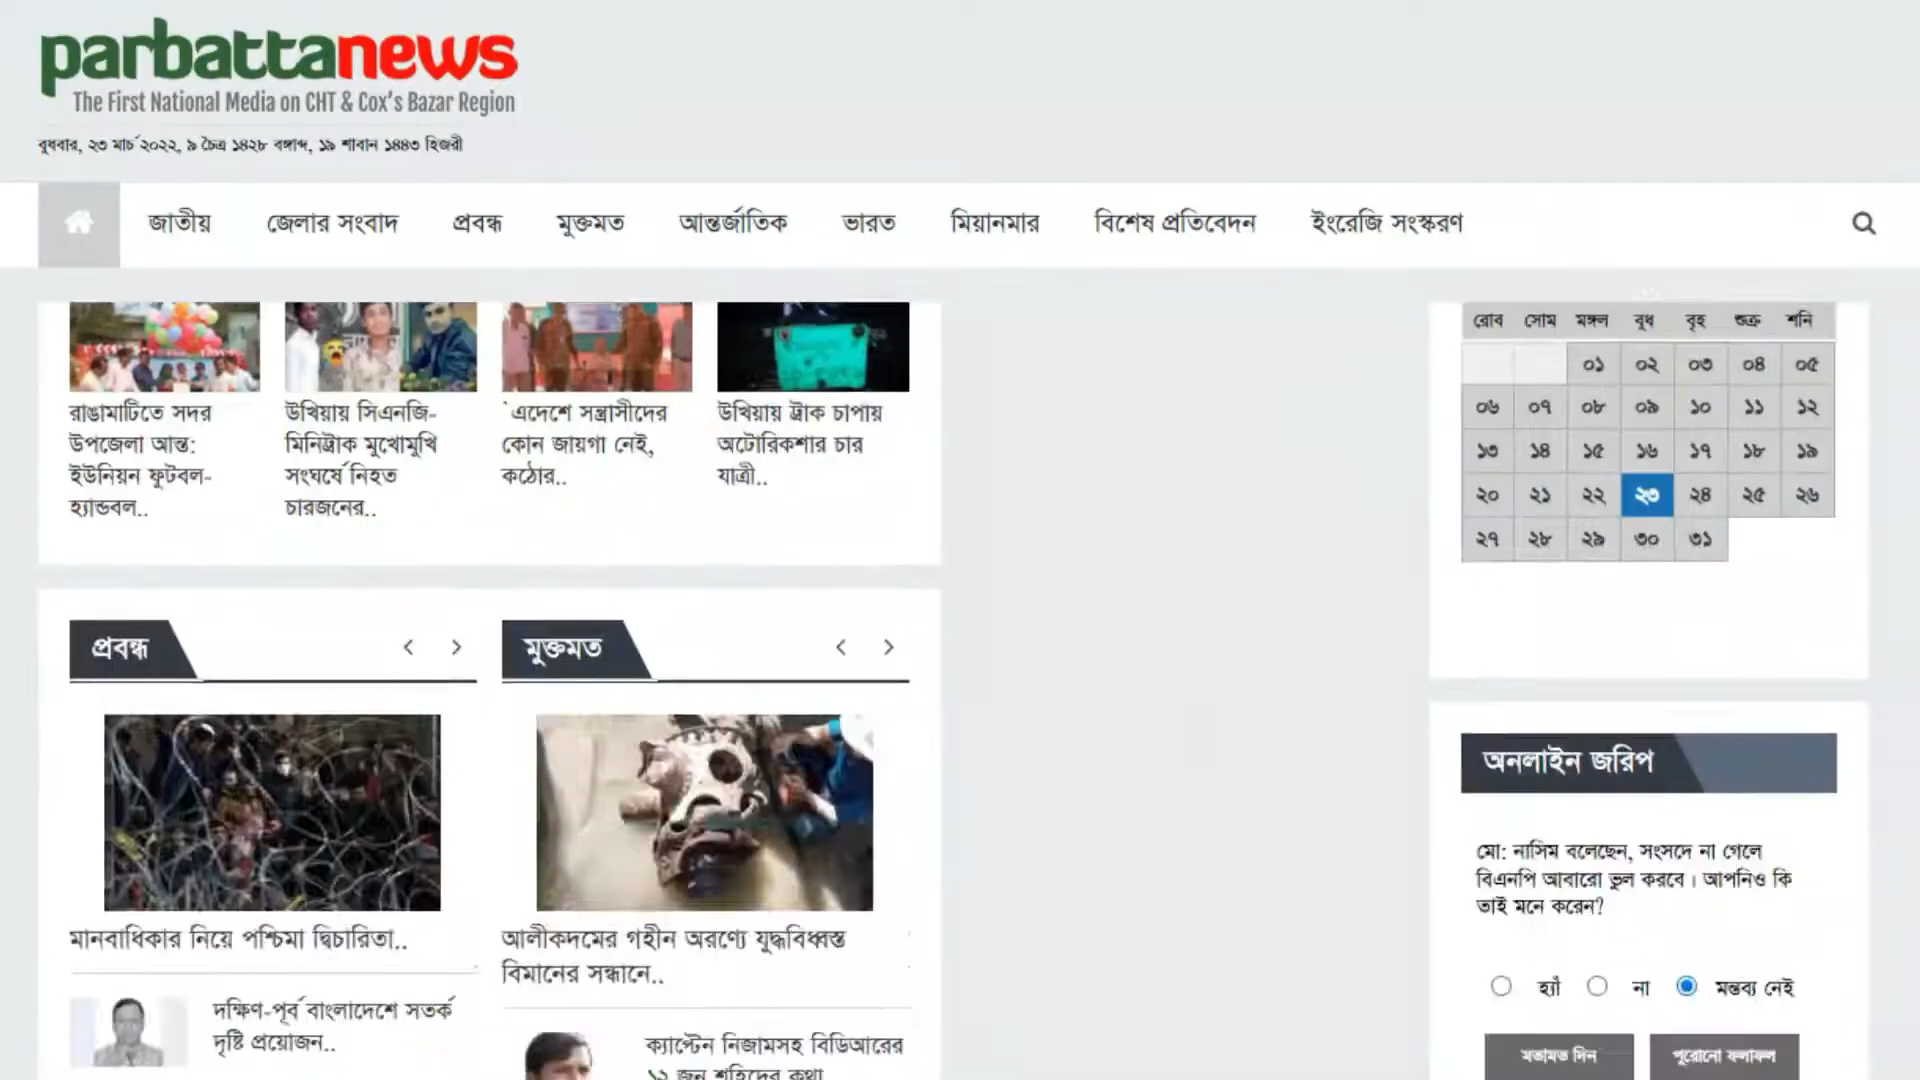 parbattanews
The First National Media on CHT & Cox's Bazar Region
বুধবার, ২৩ মার্চ ২০২২, ৯ চৈত্র ১৪২৮ বঙ্গাব্দ, ১৯ শাবান ১৪৪৩ হিজরী
জাতীয় জেলার সংবাদ প্রবন্ধ মুক্তমত আন্তর্জাতিক ভারত মিয়ানমার বিশেষ প্রতিবেদন ইংরেজি সংস্করণ
রাঙামাটিতে সদর
উপজেলা আন্ত:
ইউনিয়ন ফুটবল-
হ্যান্ডবল..
উখিয়ায় সিএনজি-
মিনিট্রাক মুখোমুখি
সংঘর্ষে নিহত
চারজনের..
`এদেশে সন্ত্রাসীদের
কোন জায়গা নেই,
কঠোর..
উখিয়ায় ট্রাক চাপায়
অটোরিকশার চার
যাত্রী..
প্রবন্ধ
মানবাধিকার নিয়ে পশ্চিমা দ্বিচারিতা..
দক্ষিণ-পূর্ব বাংলাদেশে সতর্ক
দৃষ্টি প্রয়োজন..
মুক্তমত
আলীকদমের গহীন অরণ্যে যুদ্ধবিধ্বস্ত
বিমানের সন্ধানে..
ক্যাপ্টেন নিজামসহ বিডিআরের
১২ জন শহিদের কথা
রোব সোম মঙ্গল বুধ বৃহ শুক্র শনি
০১ ০২ ০৩ ০৪ ০৫
০৬ ০৭ ০৮ ০৯ ১০ ১১ ১২
১৩ ১৪ ১৫ ১৬ ১৭ ১৮ ১৯
২০ ২১ ২২ ২৩ ২৪ ২৫ ২৬
২৭ ২৮ ২৯ ৩০ ৩১
অনলাইন জরিপ
মো: নাসিম বলেছেন, সংসদে না গেলে
বিএনপি আবারো ভুল করবে। আপনিও কি
তাই মনে করেন?
হ্যাঁ না মন্তব্য নেই
মতামত দিন পুরোনো ফলাফল